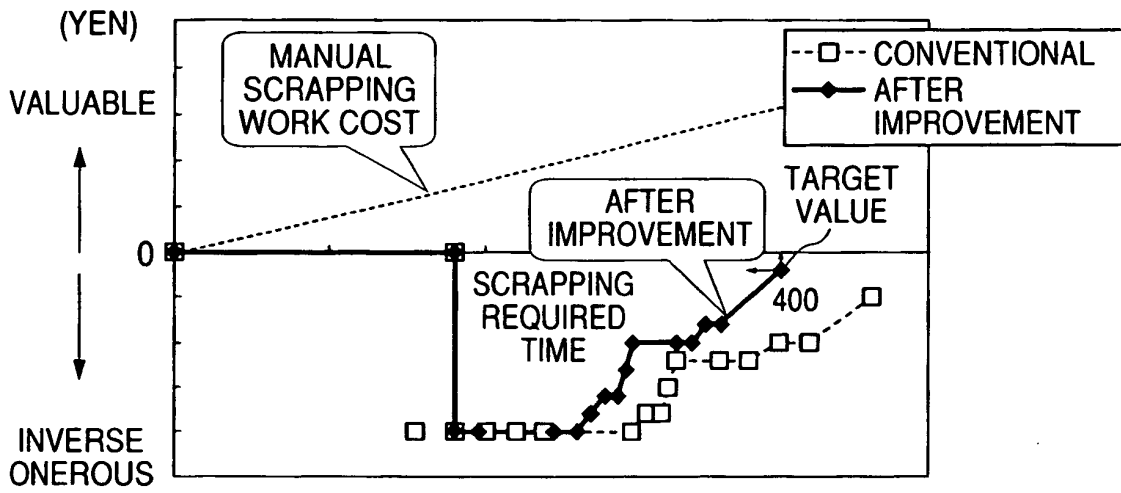 (YEN)
VALUABLE
0
INVERSE
ONEROUS
MANUAL
SCRAPPING
WORK COST
CONVENTIONAL
AFTER
IMPROVEMENT
AFTER
IMPROVEMENT
TARGET
VALUE
SCRAPPING
REQUIRED
TIME
400